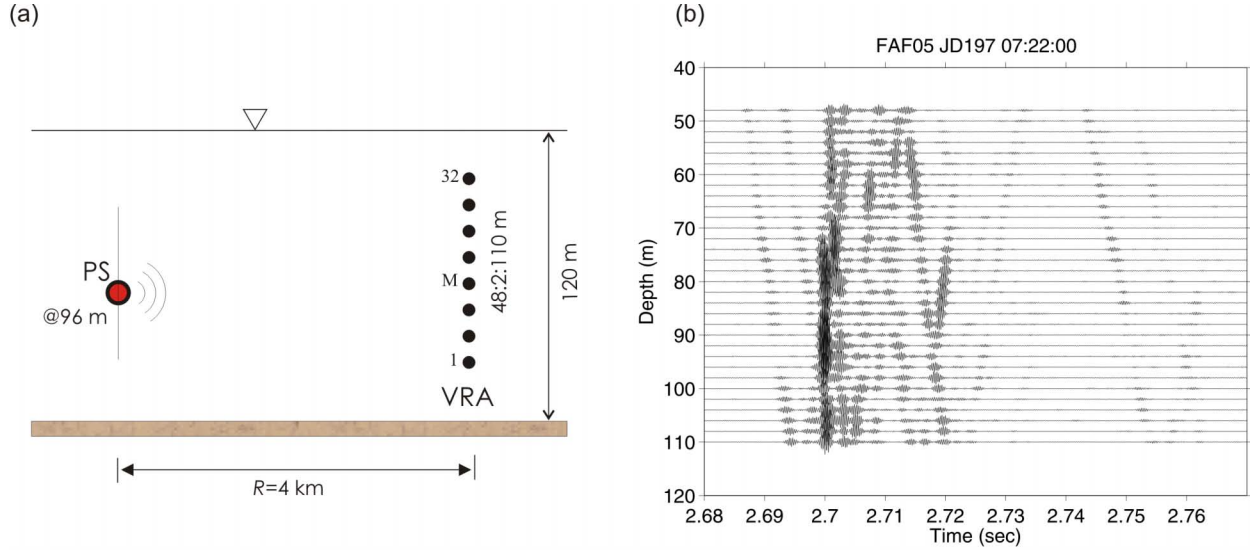 (a)
32
PS
M
@96 m
1
VRA
48:2:110 m
120 m
R=4 km
(b)
FAF05 JD197 07:22:00
40
50
60
70
80
90
100
110
120
Depth (m)
2.68 2.69 2.7 2.71 2.72 2.73 2.74 2.75 2.76
Time (sec)